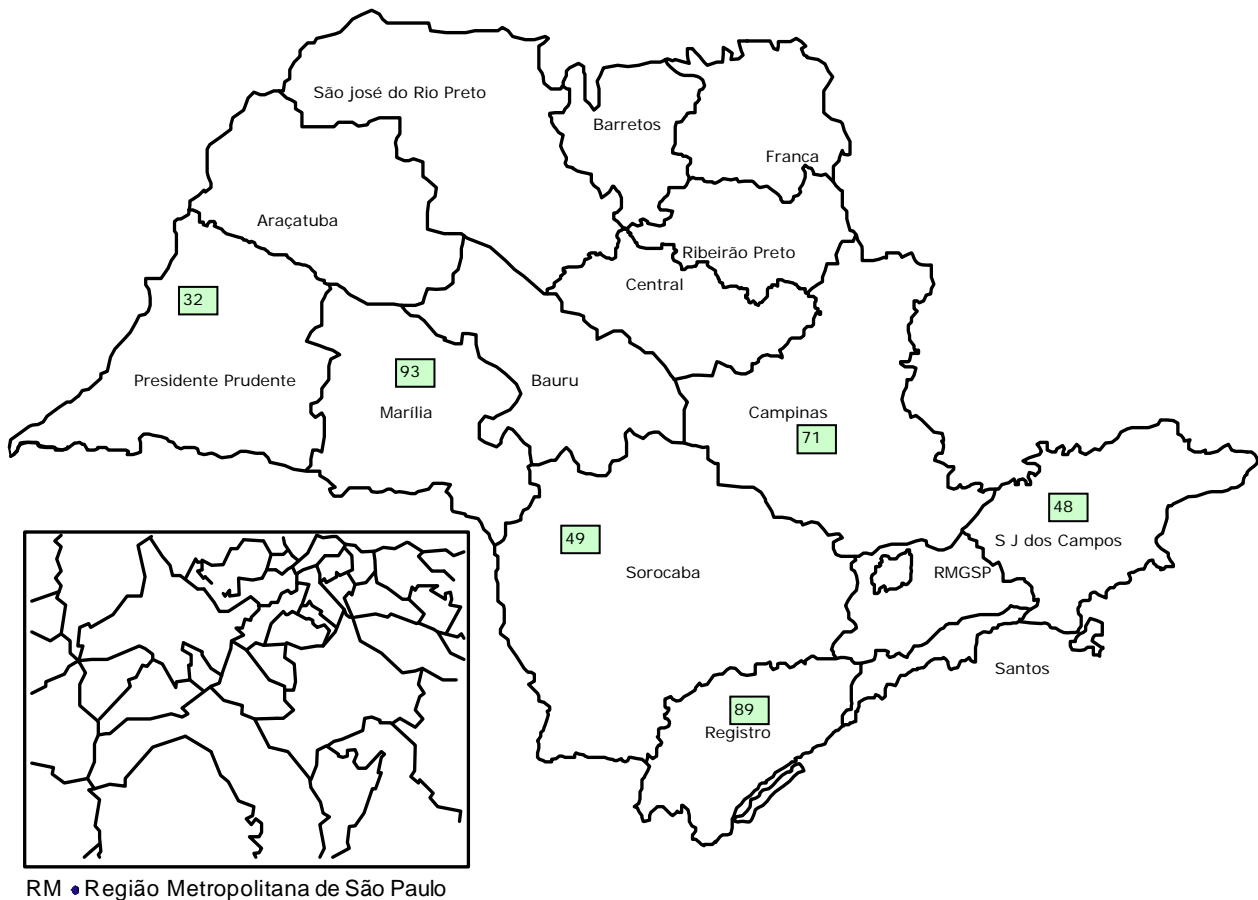 São josé do Rio Preto
Barretos
Franca
Araçatuba
Ribeirão Preto
Central
32
Presidente Prudente
93
Marília
Bauru
Campinas
71
48
S J dos Campos
49
Sorocaba
RMGSP
Santos
89
Registro
RM • Região Metropolitana de São Paulo